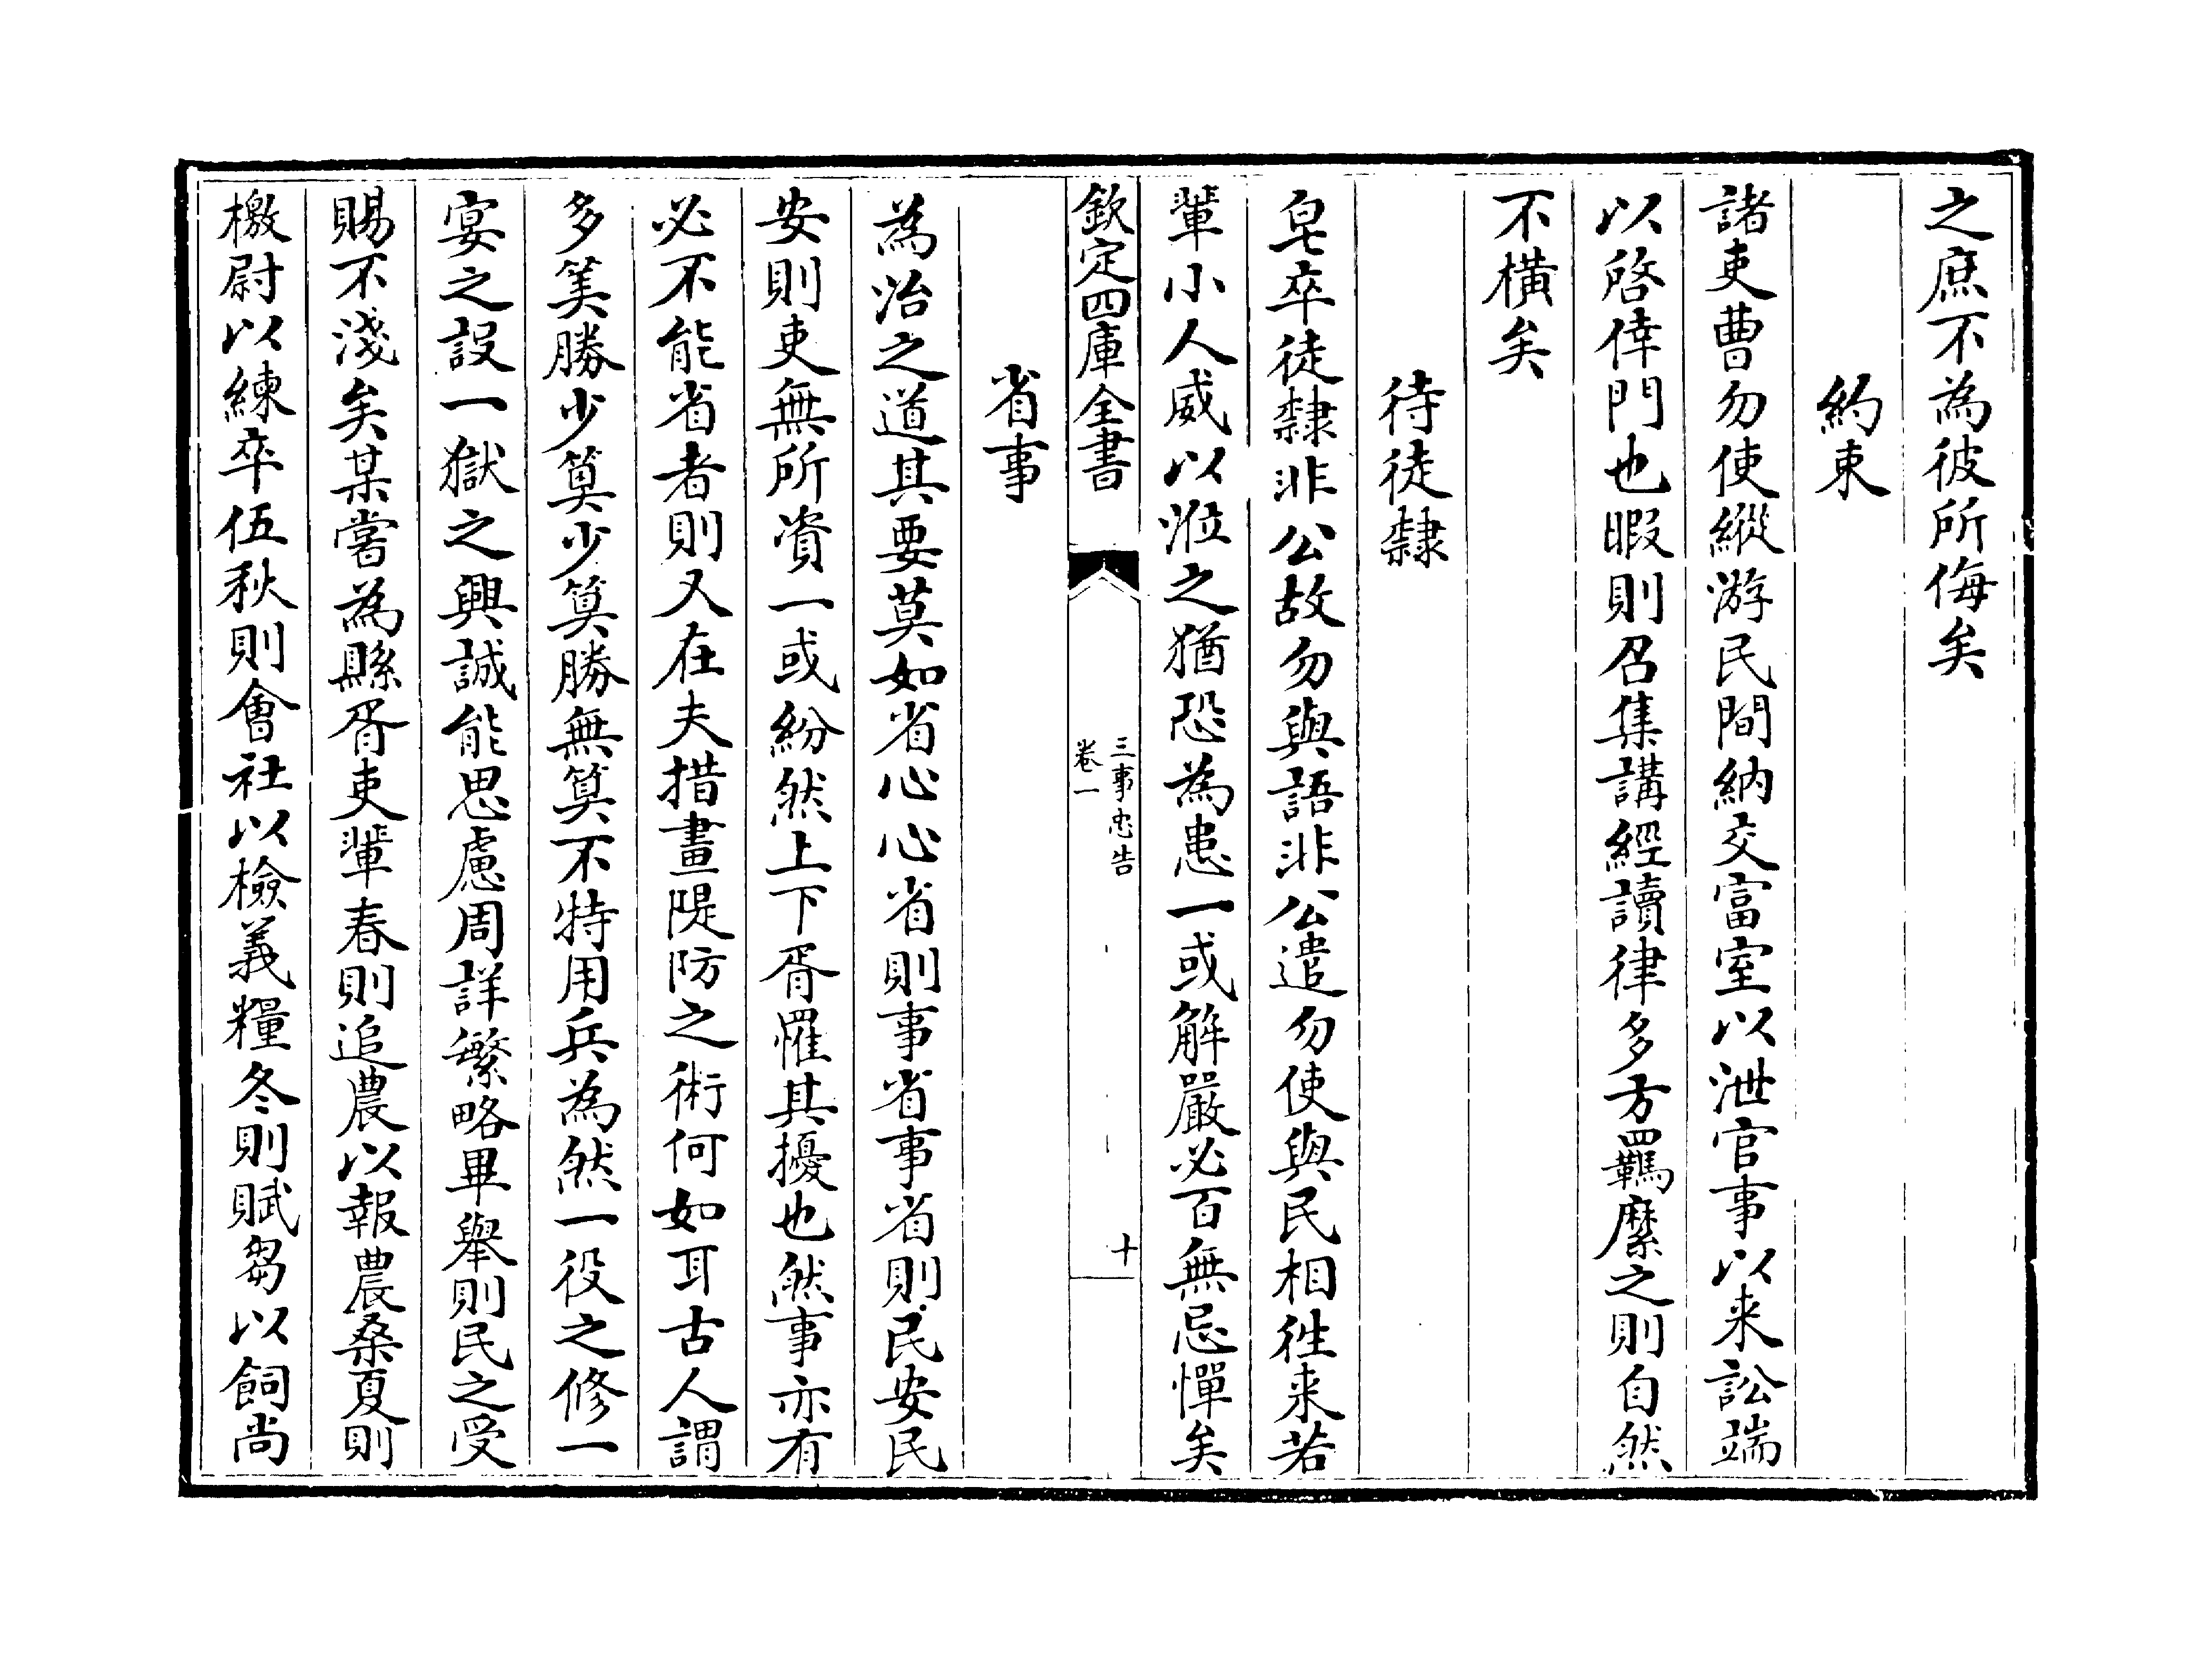 之庶不為彼所侮矣
約束
諸吏曹勿使縱游民間納交富室以泄官事以来訟端
以啓倖門也暇則召集講經讀律多方羈縻之則自然
不橫矣
待徒隸
皂卒徒隸非公故勿與語非公遣勿使與民相徃来若
輩小人威以涖之猶恐為患一或解嚴必百無忌憚矣
欽定四庫全書
三事忠告
卷一
十
省事
為治之道其要莫如省心心省則事省事省則民安民
安則吏無所資一或紛然上下胥罹其擾也然事亦有
必不能省者則又在夫措畫隄防之術何如耳古人謂
多筭勝少少算少算勝無算不特用兵為然一役之修一
宴之設一獄之興誠能思慮周詳繁略畢舉則民之受
賜不淺矣某嘗為縣胥吏輩春則追農以報農桑夏則
檄尉以練卒伍秋則會社以檢義糧冬則賦芻以飼尚